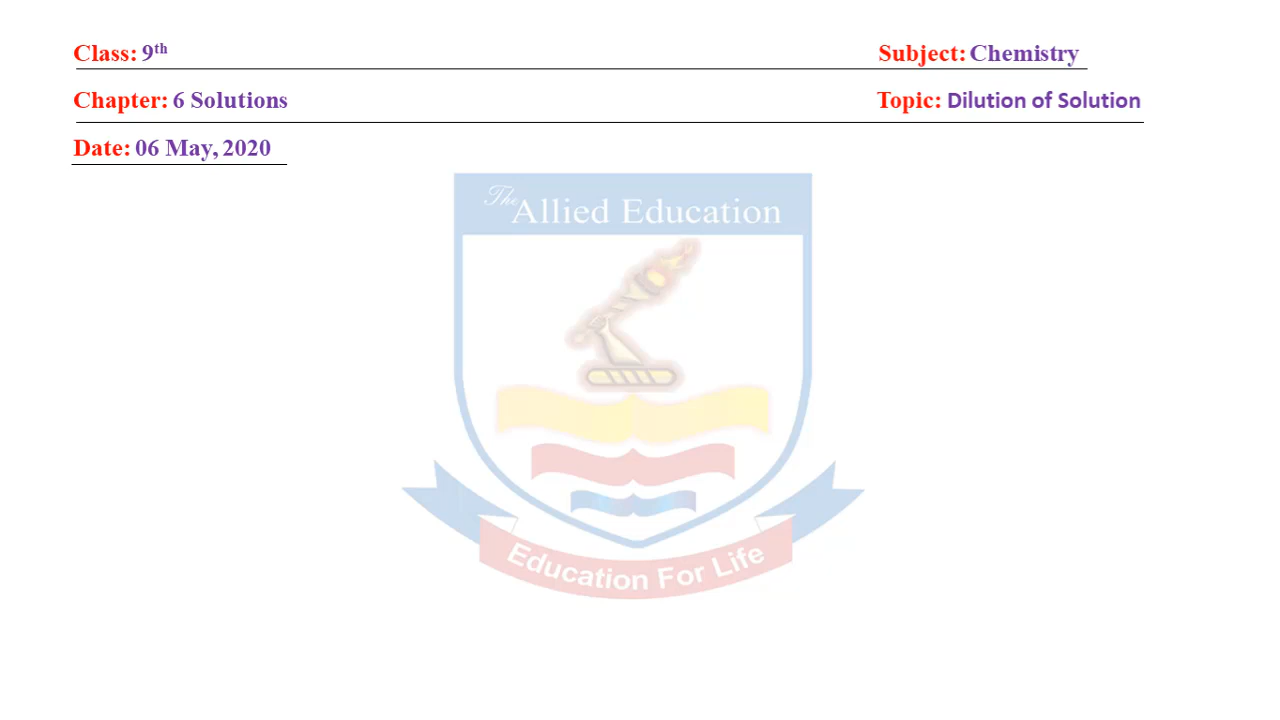 Class: 9th Subject: Chemistry
Chapter: 6 Solutions Topic: Dilution of Solution
Date: 06 May, 2020
The Allied Education
Education For Life